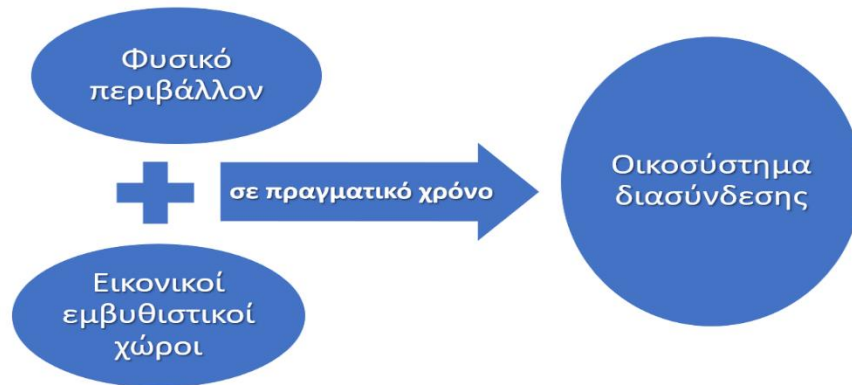 Φυσικό
περιβάλλον
σε πραγματικό χρόνο
Εικονικοί
εμβυθιστικοί
χώροι
Οικοσύστημα
διασύνδεσης